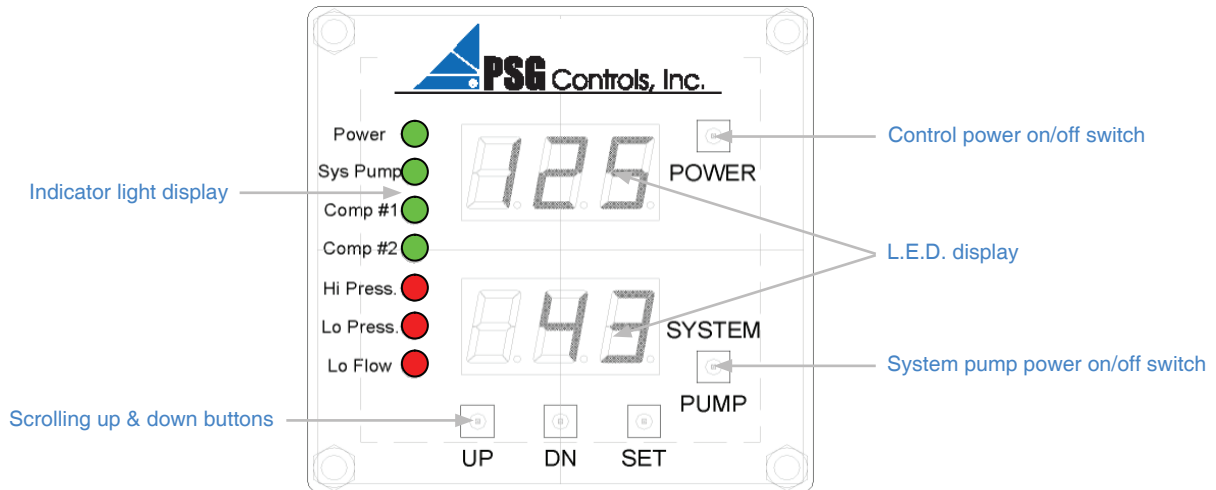 PSG Controls, Inc.
Power
125
Control power on/off switch
Sys Pump
POWER
Indicator light display
Comp #1
Comp #2
L.E.D. display
Hi Press.
43
Lo Press.
SYSTEM
Lo Flow
System pump power on/off switch
PUMP
Scrolling up & down buttons
UP DN SET